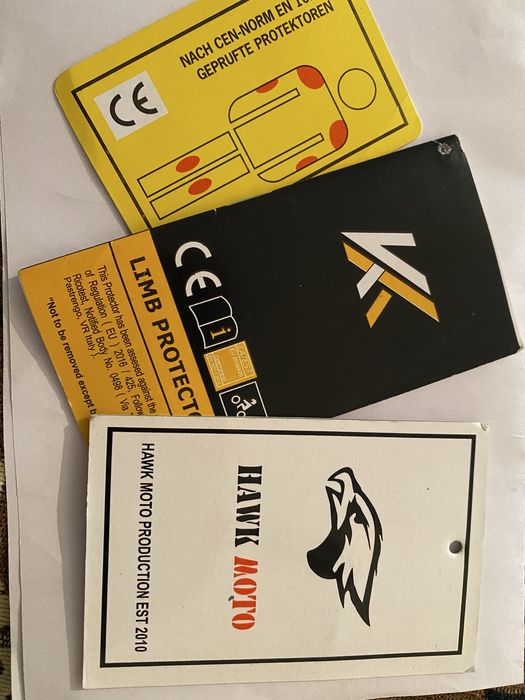 NACH CEN-NORM EN
GEPRUFTE PROTEKTOREN
CE
CE
i
LIMB PROTECTO
This Protector has been assessed against the
of Regulation ( EU ) 2016 / 425, Follow
Ricotest, Notified Body No. 0498 ( Via T
Pastrengo, VR Italy ).
"Not to be removed except b
HAWK MOTO
HAWK MOTO PRODUCTION EST 2010